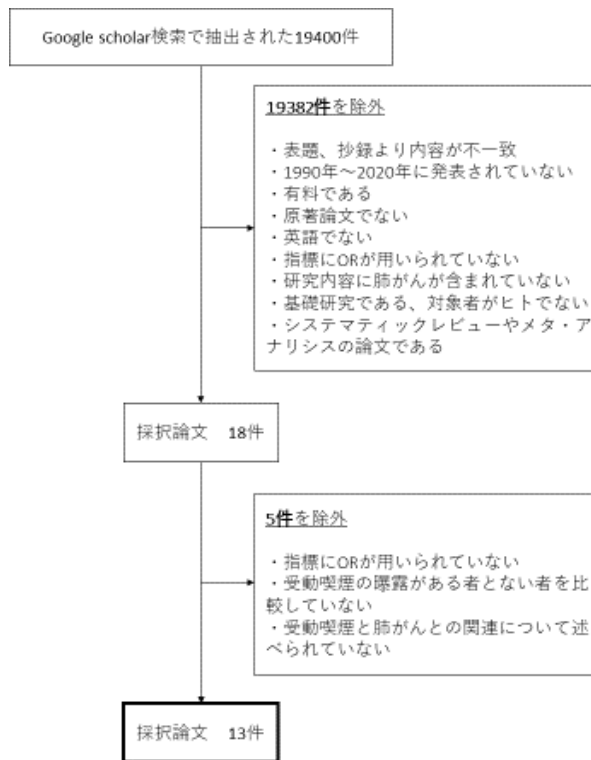 Google scholar検索で抽出された19400件
19382件を除外
・表題、抄録より内容が不一致
・1990年～2020年に発表されていない
・有料である
・原著論文でない
・英語でない
・指標にORが用いられていない
・研究内容に肺がんが含まれていない
・基礎研究である、対象者がヒトでない
・システマティックレビューやメタ・ア
ナリシスの論文である
採択論文　18件
5件を除外
・指標にORが用いられていない
・受動喫煙の曝露がある者とない者を比
較していない
・受動喫煙と肺がんとの関連について述
べられていない
採択論文　13件